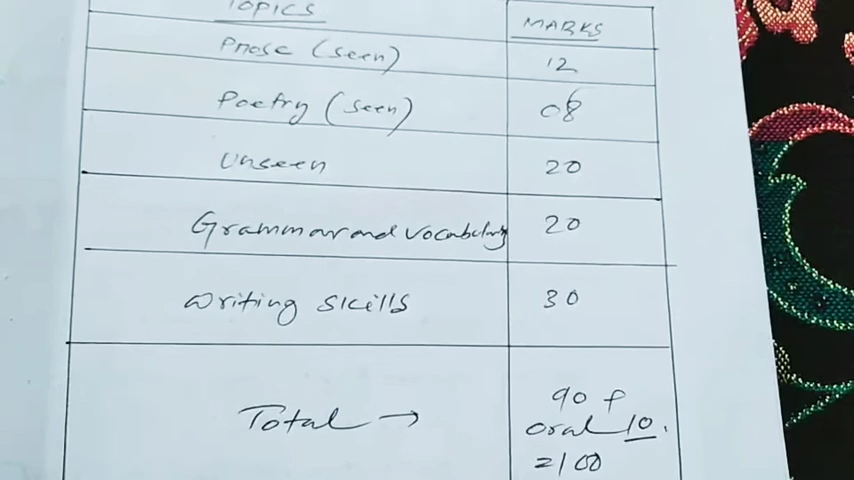 TOPICS MARKS
Prose (seen) 12
Poetry (seen) 08
Unseen 20
Grammar and vocabulary 20
Writing skills 30
Total → 90 +
oral 10.
=100